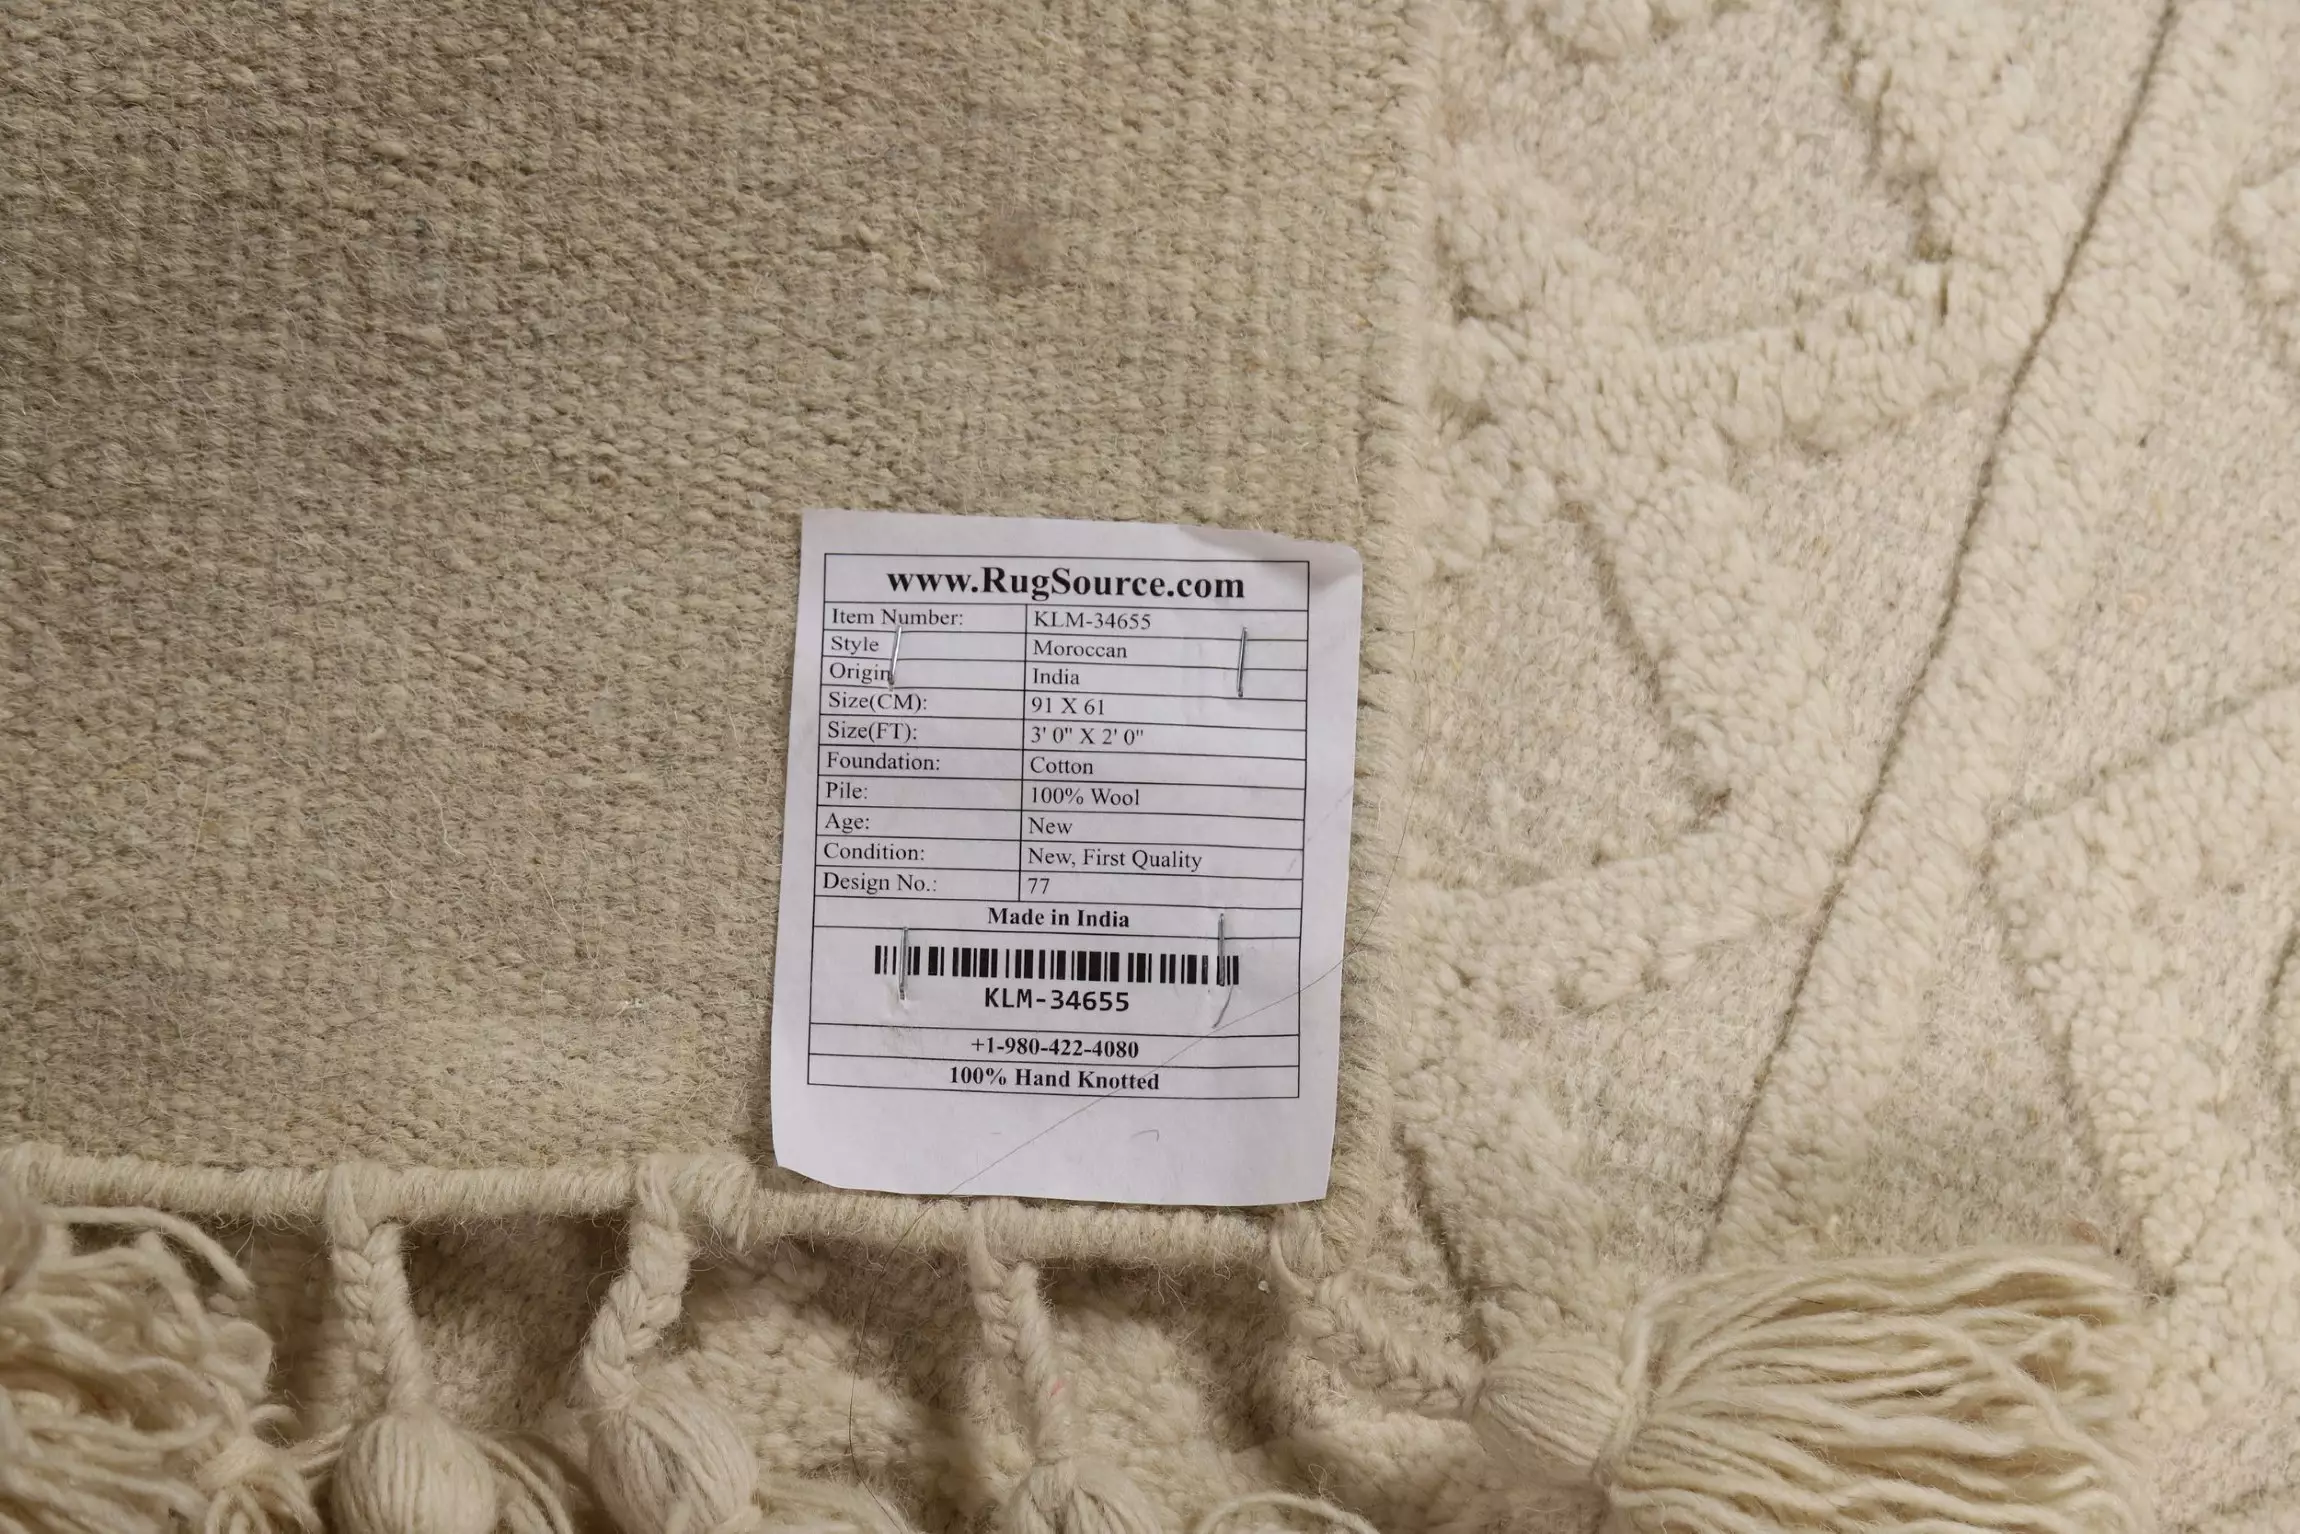 www.RugSource.com
Item Number: KLM-34655
Style Moroccan
Origin India
Size(CM): 91 X 61
Size(FT): 3' 0" X 2' 0"
Foundation: Cotton
Pile: 100% Wool
Age: New
Condition: New, First Quality
Design No.: 77
Made in India
KLM-34655
+1-980-422-4080
100% Hand Knotted